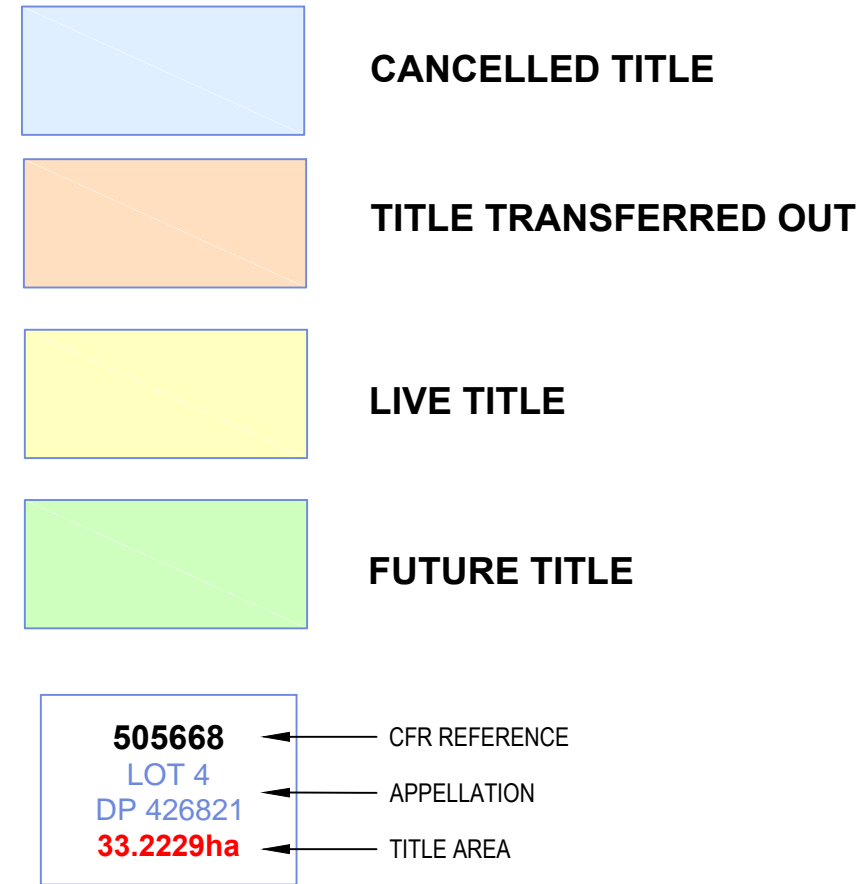 CANCELLED TITLE
TITLE TRANSFERRED OUT
LIVE TITLE
FUTURE TITLE
505668
CFR REFERENCE
LOT 4
DP 426821
APPELLATION
33.2229ha
TITLE AREA